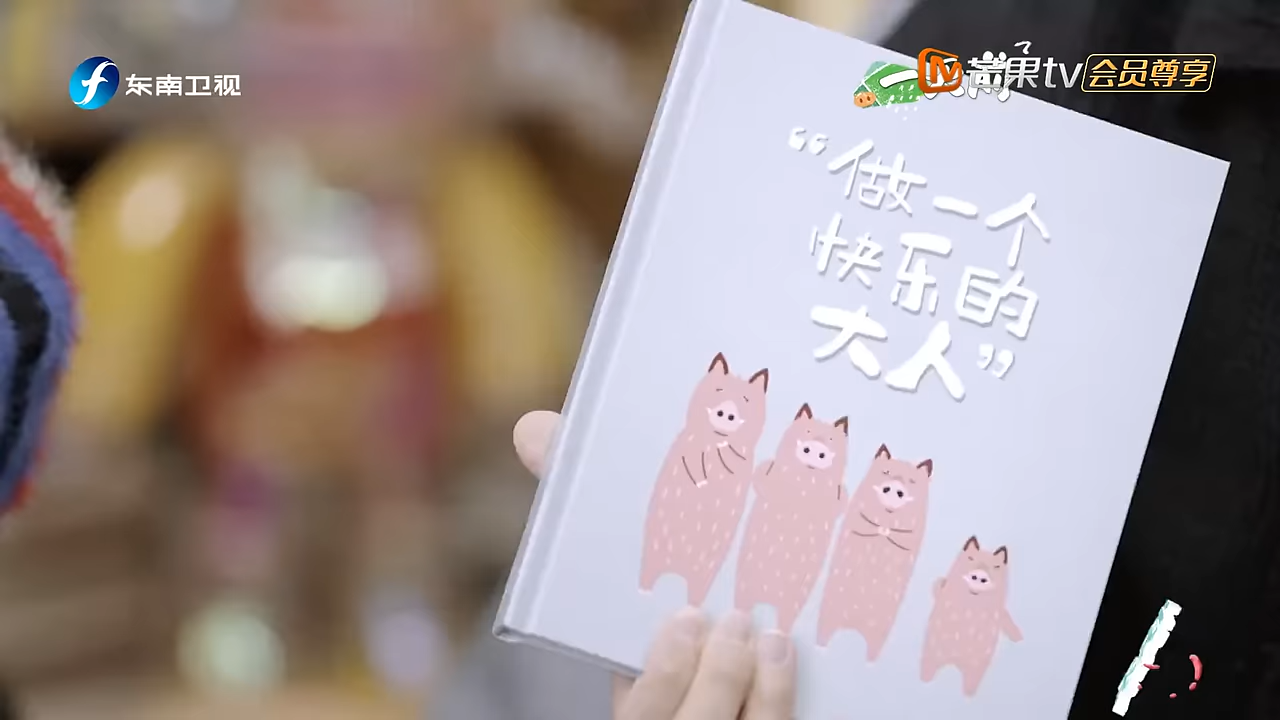 东南卫视
芒果tv会员尊享
“做一个
快乐的
大人”